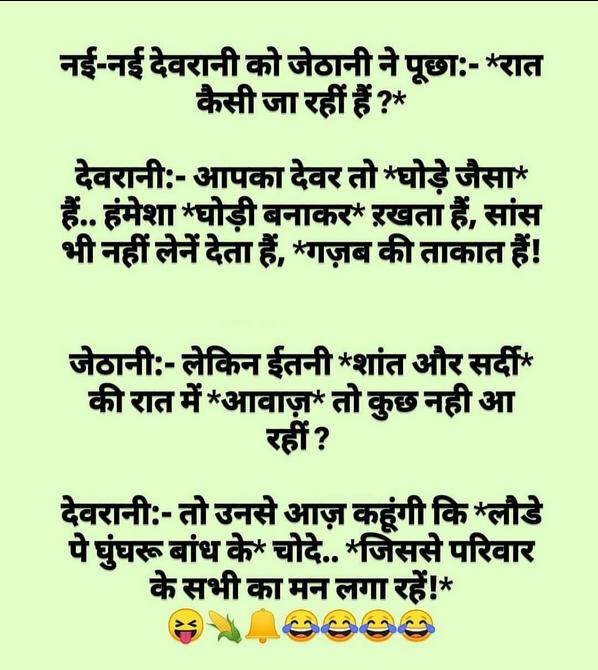 नई-नई देवरानी को जेठानी ने पूछा:- *रात
कैसी जा रहीं हैं ?*
देवरानी:- आपका देवर तो *घोड़े जैसा*
हैं.. हंमेशा *घोड़ी बनाकर* ऱखता हैं, सांस
भी नहीं लेनें देता हैं, *गज़ब की ताकात हैं!
जेठानी:- लेकिन ईतनी *शांत और सर्दी*
की रात में *आवाज़* तो कुछ नही आ
रहीं ?
देवरानी:- तो उनसे आज़ कहूंगी कि *लौडे
पे घुंघरू बांध के* चोदे.. *जिससे परिवार
के सभी का मन लगा रहें!*
😝🌽🔔😂😂😂😂